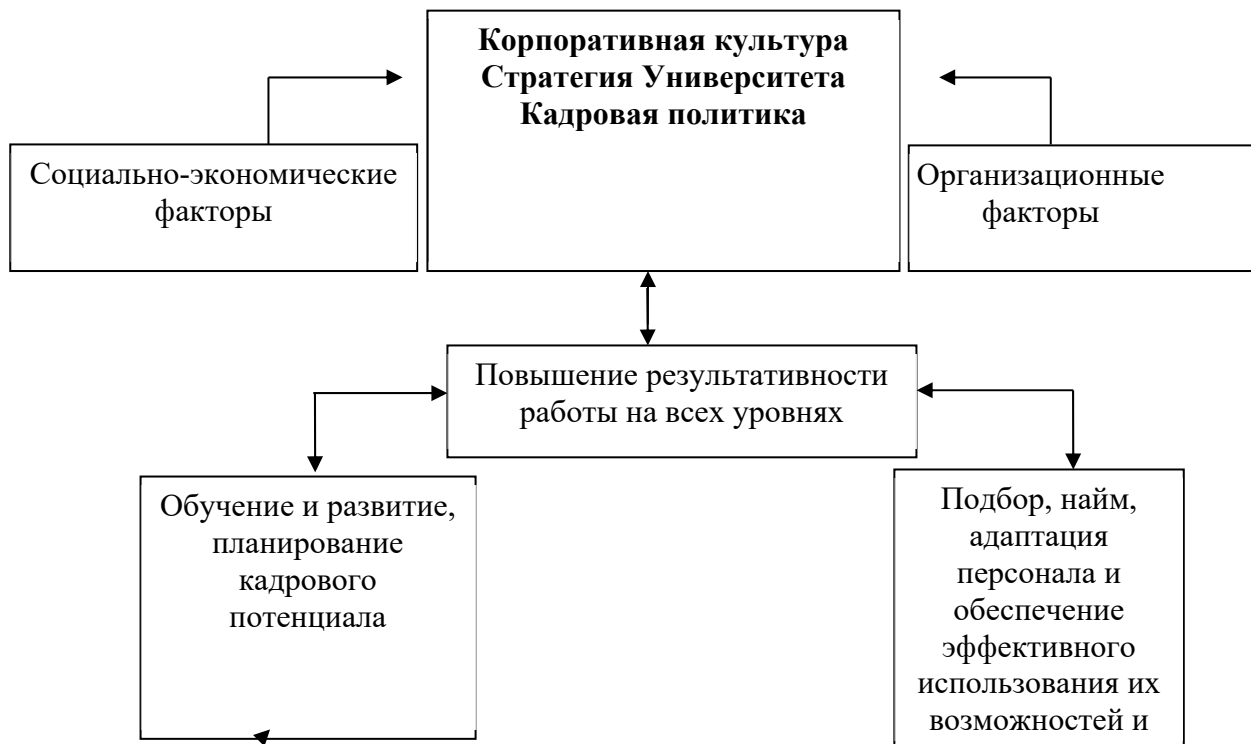 Корпоративная культура
Стратегия Университета
Кадровая политика
Социально-экономические
факторы
Организационные
факторы
Повышение результативности
работы на всех уровнях
Обучение и развитие,
планирование
кадрового
потенциала
Подбор, найм,
адаптация
персонала и
обеспечение
эффективного
использования их
возможностей и